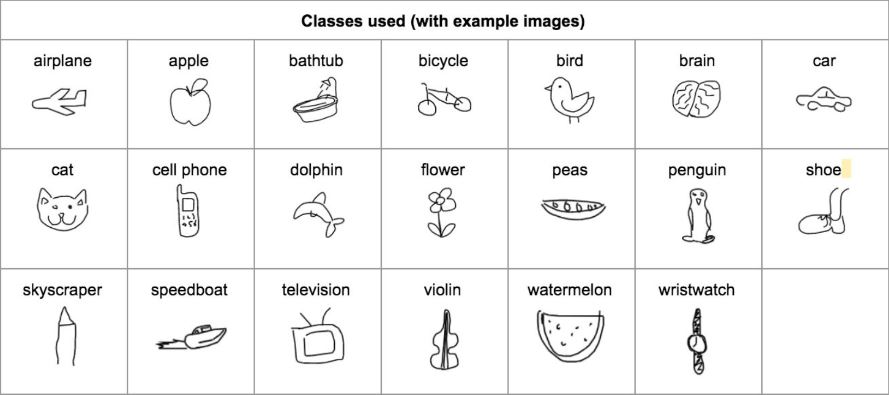 Classes used (with example images)
airplane apple bathtub bicycle bird brain car
cat cell phone dolphin flower peas penguin shoe
skyscraper speedboat television violin watermelon wristwatch